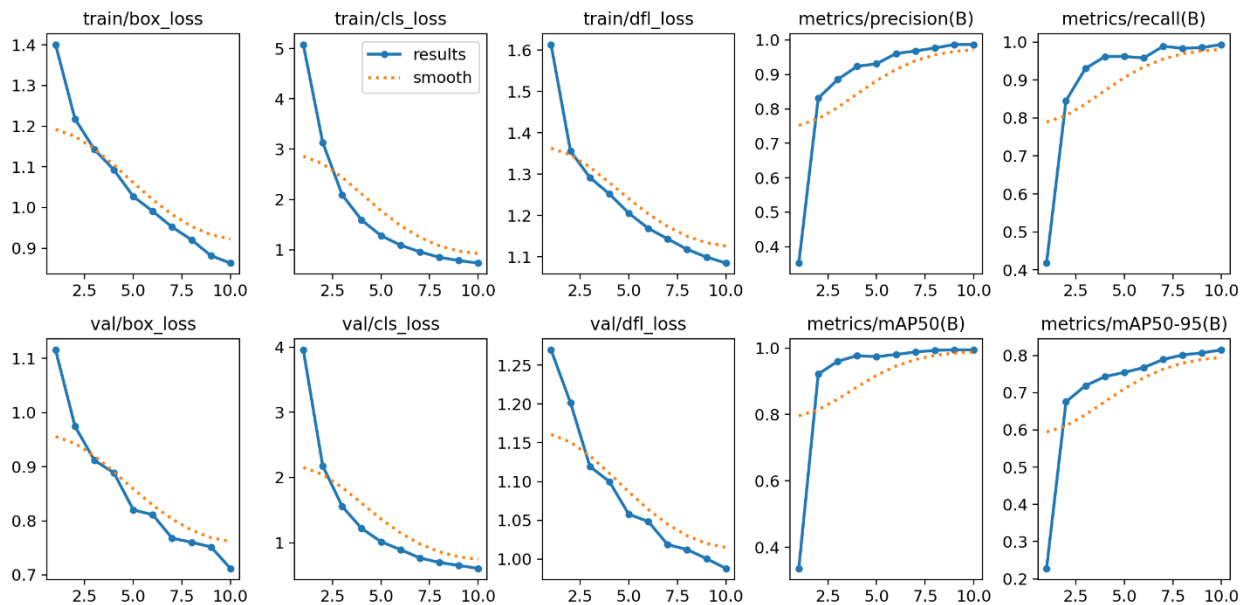 train/box_loss
train/cls_loss
train/dfl_loss
metrics/precision(B)
metrics/recall(B)
1.4
1.3
1.2
1.1
1.0
0.9
2.5 5.0 7.5 10.0
results
smooth
5
4
3
2
1
2.5 5.0 7.5 10.0
1.6
1.5
1.4
1.3
1.2
1.1
2.5 5.0 7.5 10.0
1.0
0.9
0.8
0.7
0.6
0.5
0.4
2.5 5.0 7.5 10.0
1.0
0.9
0.8
0.7
0.6
0.5
0.4
2.5 5.0 7.5 10.0
val/box_loss
val/cls_loss
val/dfl_loss
metrics/mAP50(B)
metrics/mAP50-95(B)
1.1
1.0
0.9
0.8
0.7
2.5 5.0 7.5 10.0
4
3
2
1
2.5 5.0 7.5 10.0
1.25
1.20
1.15
1.10
1.05
1.00
2.5 5.0 7.5 10.0
1.0
0.8
0.6
0.4
2.5 5.0 7.5 10.0
0.8
0.7
0.6
0.5
0.4
0.3
0.2
2.5 5.0 7.5 10.0